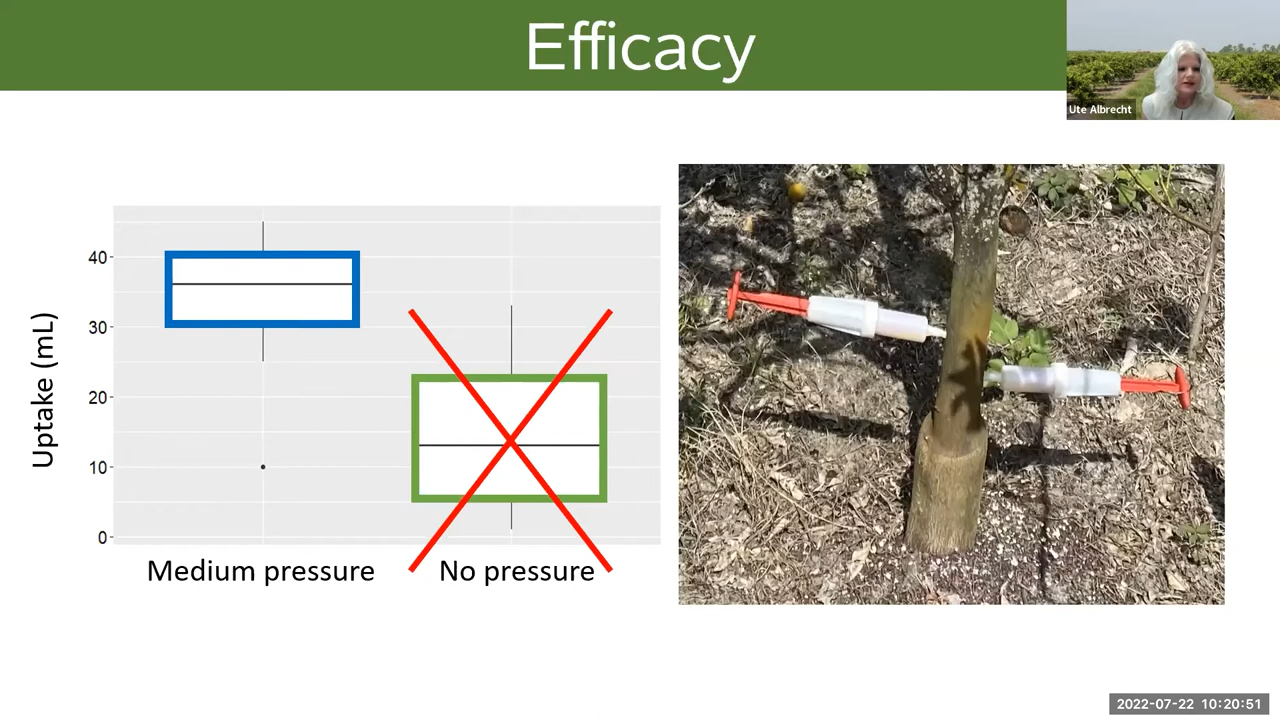 Efficacy
Ute Albrecht
Uptake (mL)
40
30
20
10
0
Medium pressure
No pressure
2022-07-22 10:20:51